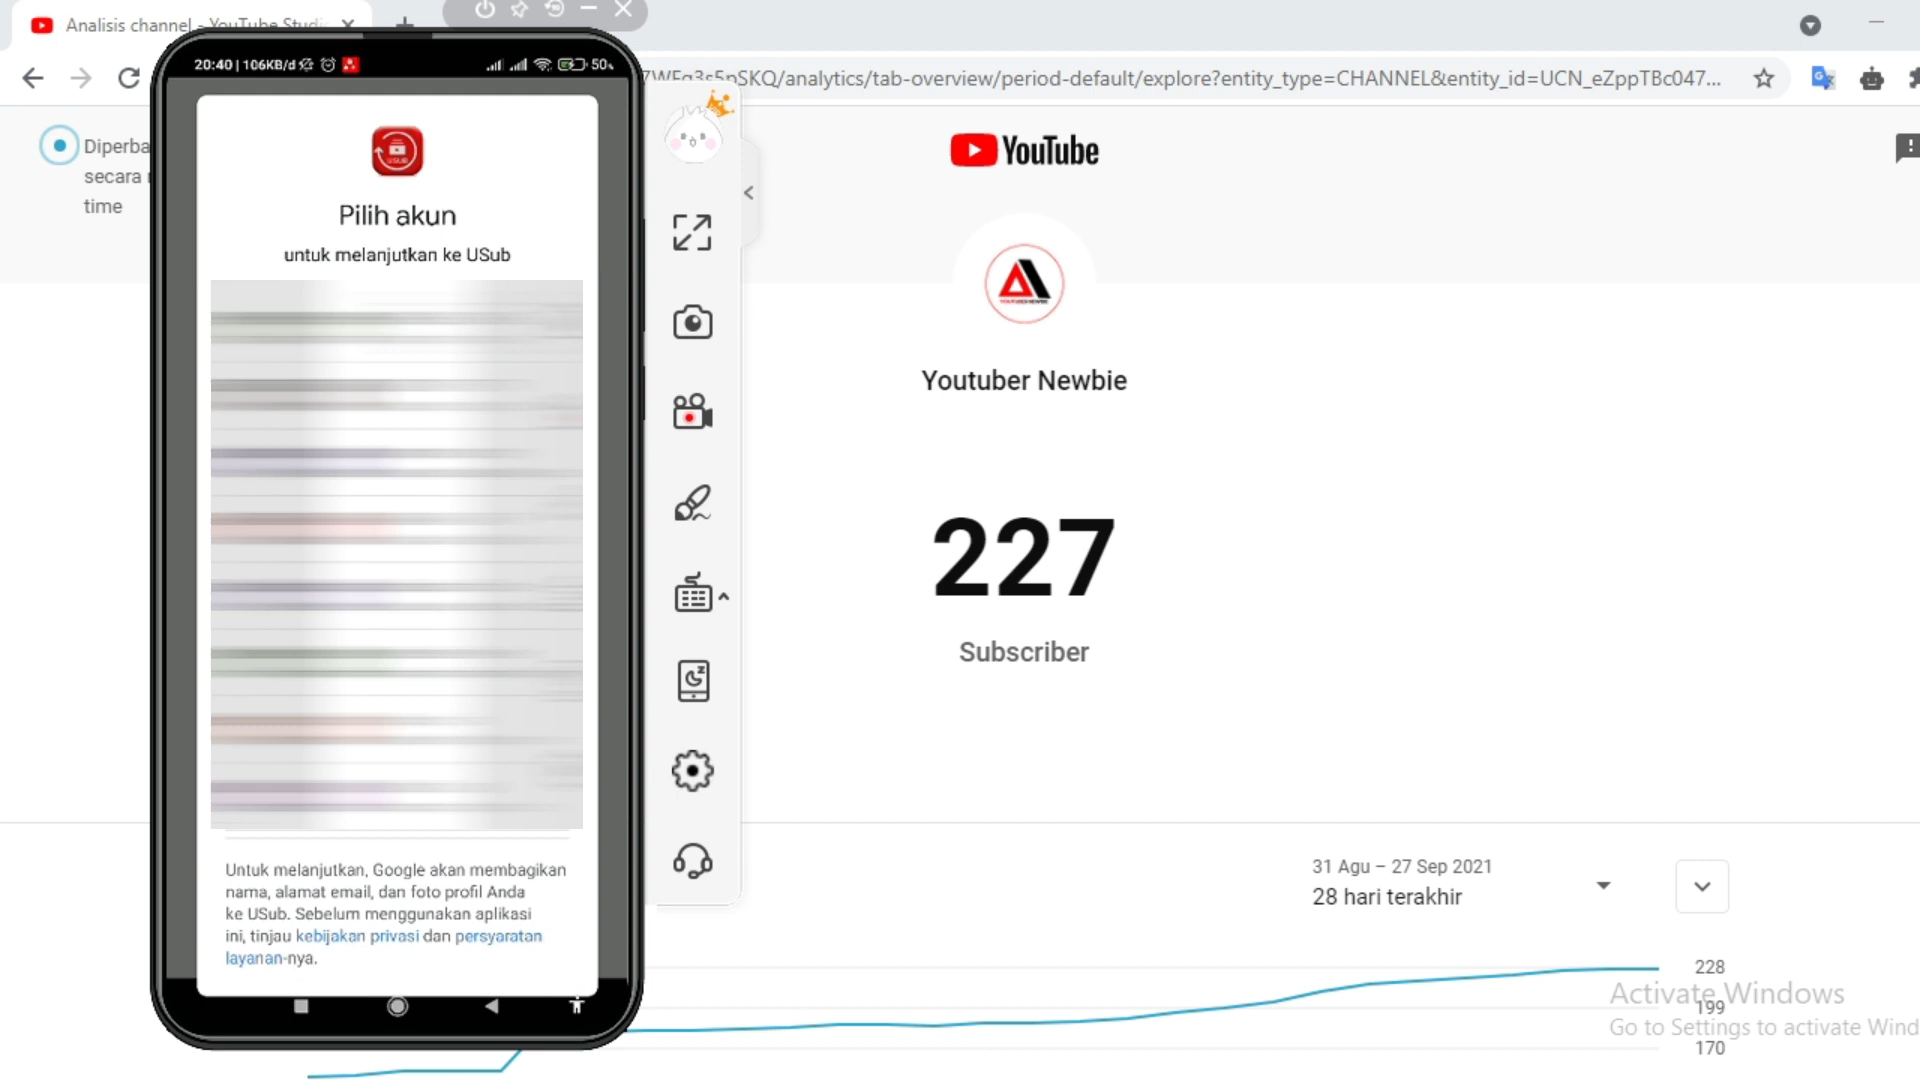 Analisis channel - YouTube Studio
7WFq3s5nSKQ/analytics/tab-overview/period-default/explore?entity_type=CHANNEL&entity_id=UCN_eZppTBc047...
20:40 | 106KB/d
50
Diperba
secara
time
USUB
Pilih akun
untuk melanjutkan ke USub
Untuk melanjutkan, Google akan membagikan
nama, alamat email, dan foto profil Anda
ke USub. Sebelum menggunakan aplikasi
ini, tinjau kebijakan privasi dan persyaratan
layanan-nya.
YouTube
YOUTUBER NEWBIE
Youtuber Newbie
227
Subscriber
31 Agu – 27 Sep 2021
28 hari terakhir
228
199
170
Activate Windows
Go to Settings to activate Wind